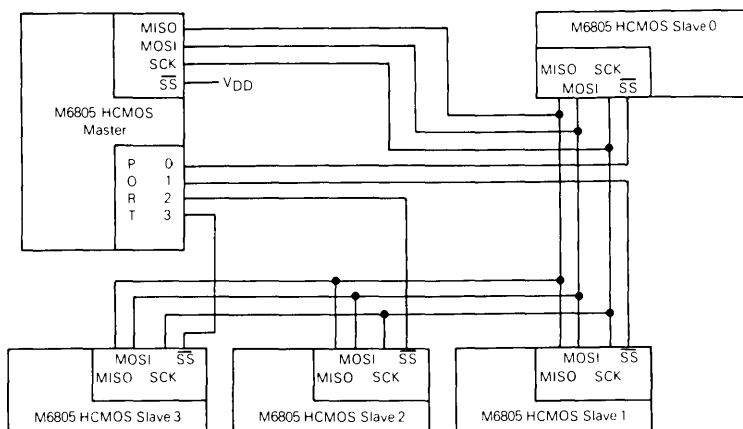 MISO
MOSI
SCK
SS
VDD
M6805 HCMOS
Master
P 0
O 1
R 2
T 3
M6805 HCMOS Slave 0
MISO SCK
MOSI SS
MOSI SS
MISO SCK
M6805 HCMOS Slave 3
MOSI SS
MISO SCK
M6805 HCMOS Slave 2
MOSI SS
MISO SCK
M6805 HCMOS Slave 1